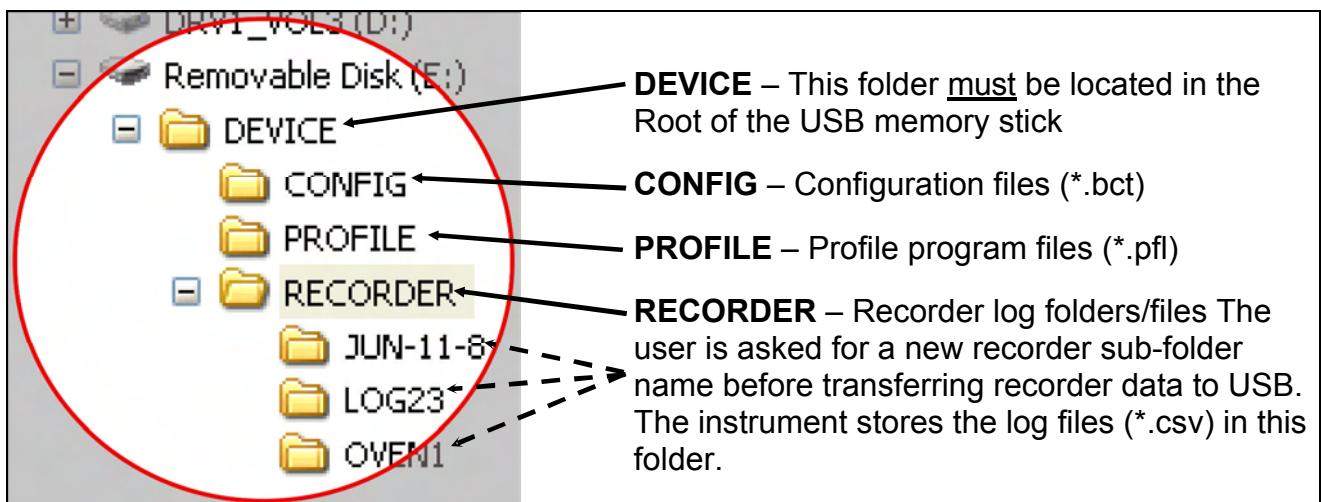 DRV1_VOL3 (D:)
Removable Disk (E:)
DEVICE
CONFIG
PROFILE
RECORDER
JUN-11-8
LOG23
OVEN1
DEVICE – This folder must be located in the
Root of the USB memory stick
CONFIG – Configuration files (*.bct)
PROFILE – Profile program files (*.pfl)
RECORDER – Recorder log folders/files The
user is asked for a new recorder sub-folder
name before transferring recorder data to USB.
The instrument stores the log files (*.csv) in this
folder.